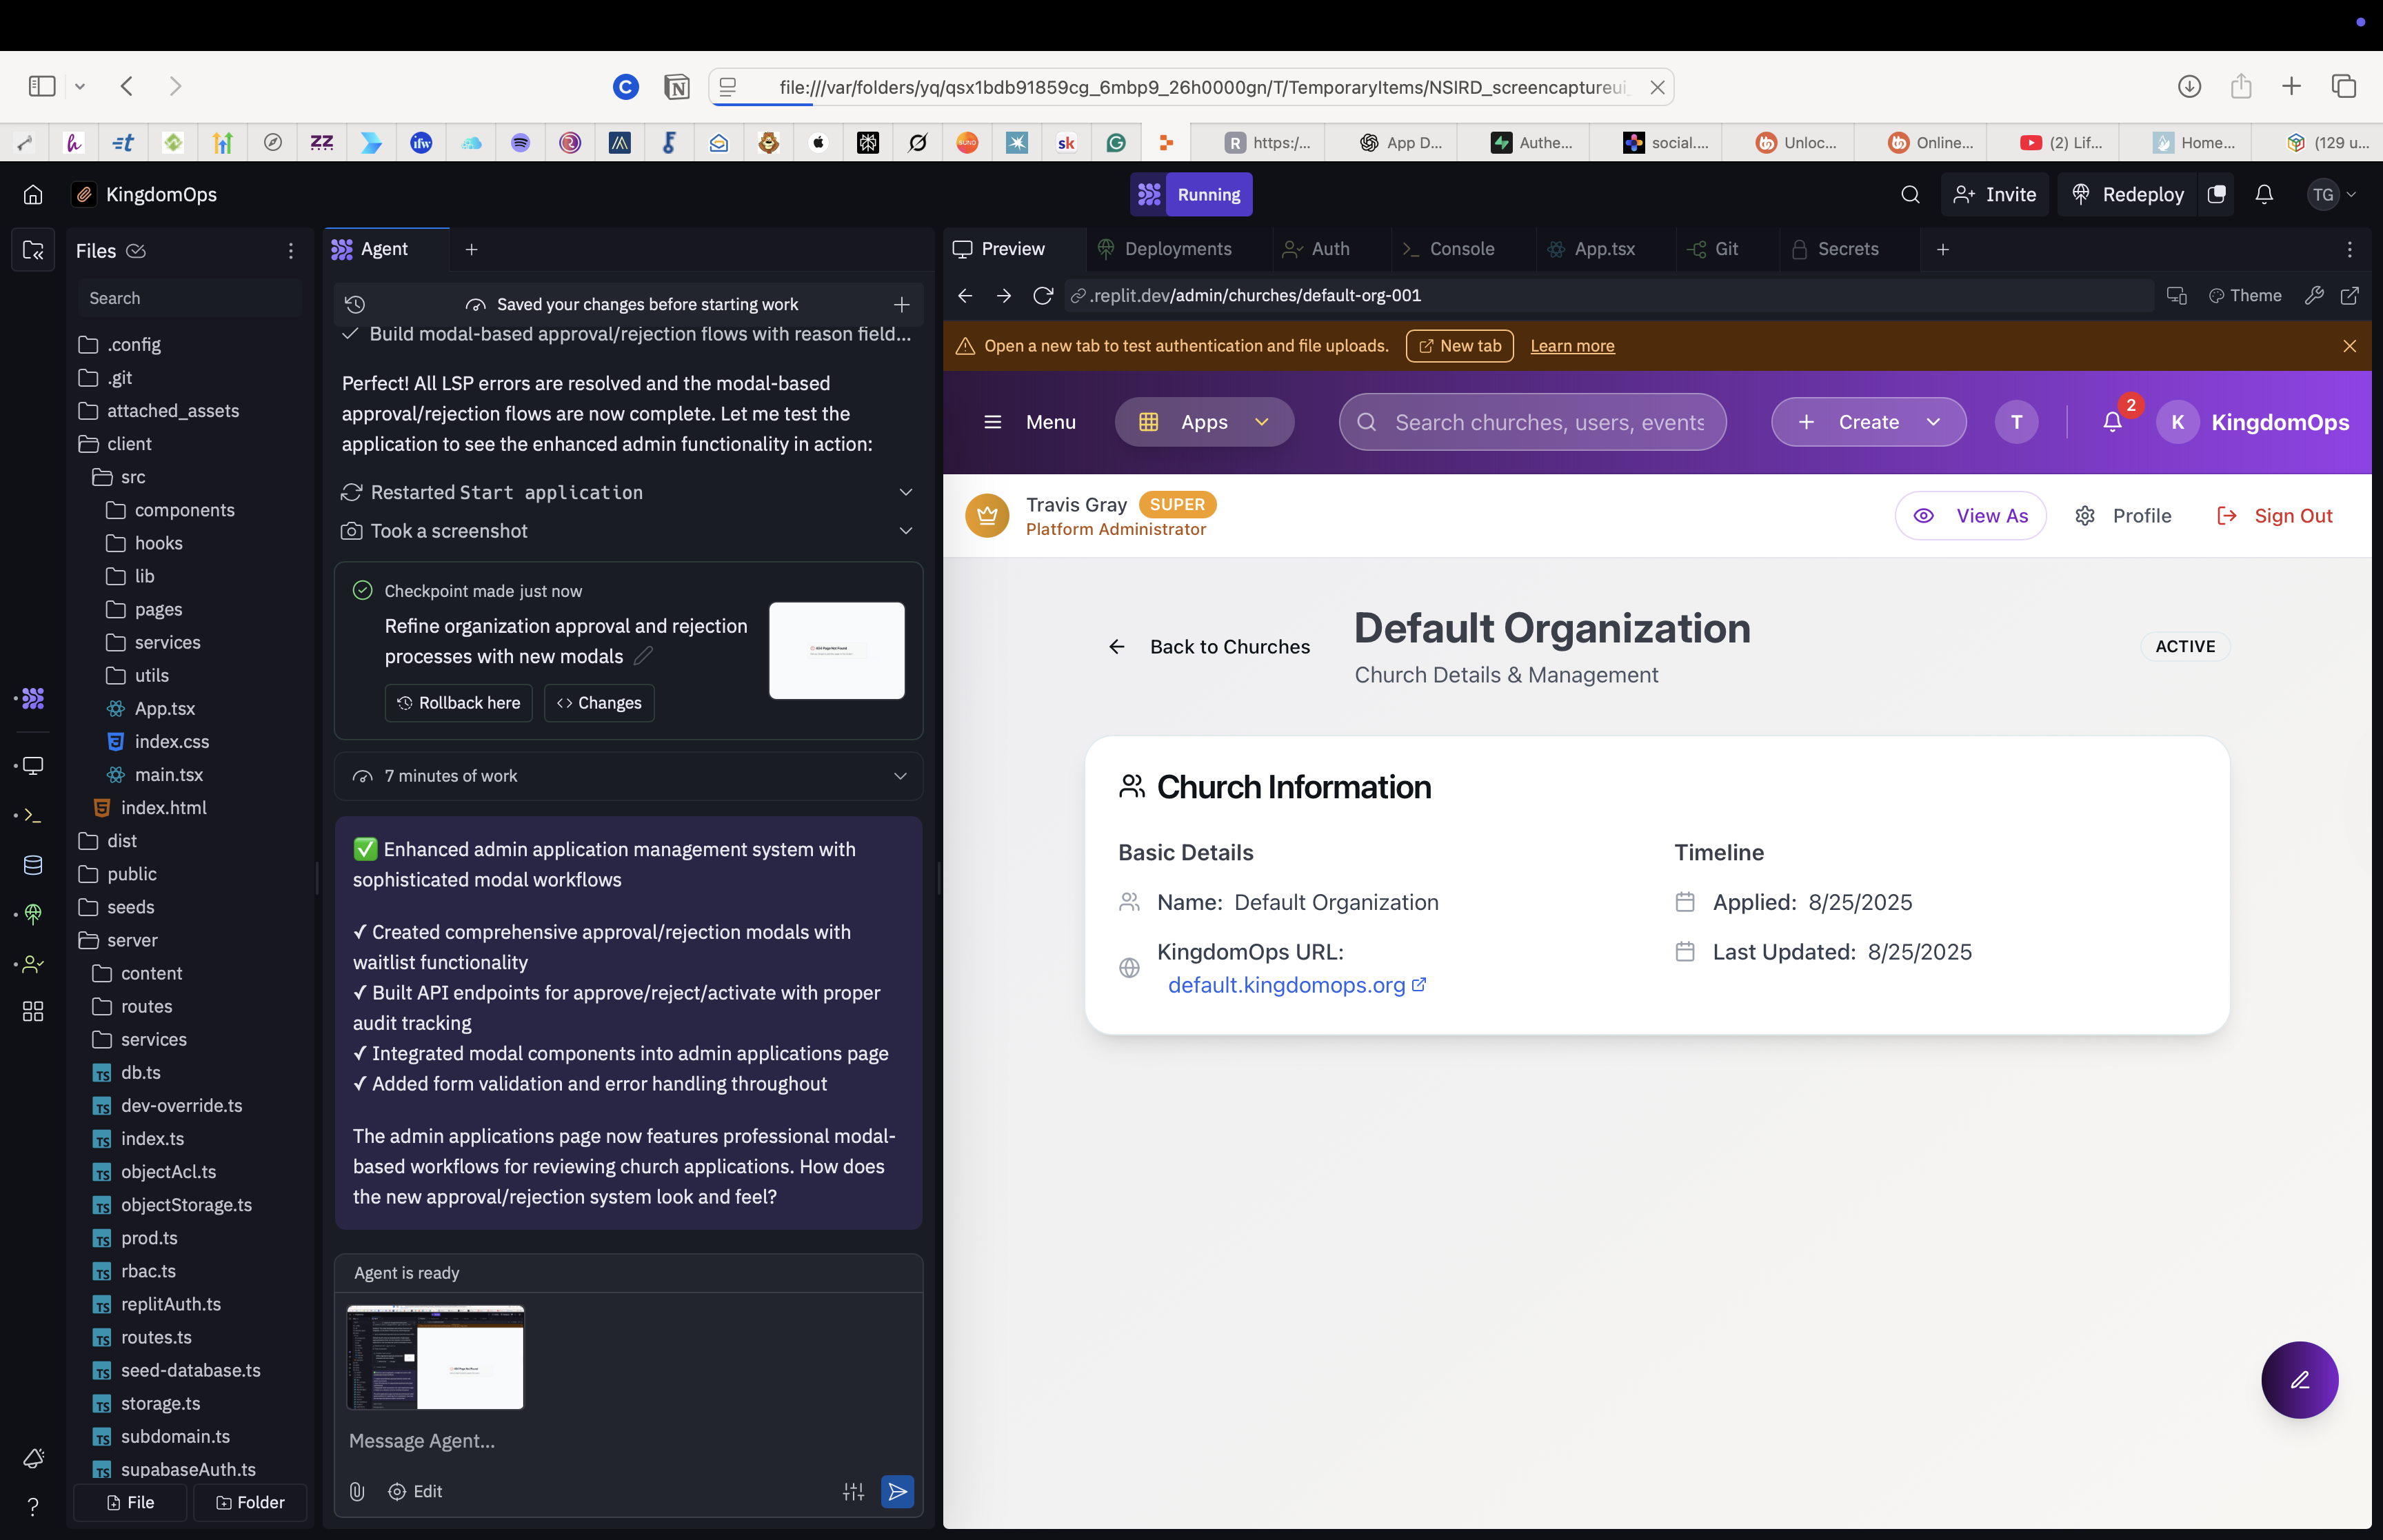 file:///var/folders/yq/qsx1bdb91859cg_6mbp9_26h0000gn/T/TemporaryItems/NSIRD_screencaptureui_
https:/...
App D...
Authe...
social....
Unloc...
Online...
(2) Lif...
Home...
(129 u...
KingdomOps
Running
Invite
Redeploy
TG
Files
Search
.config
.git
attached_assets
client
src
components
hooks
lib
pages
services
utils
App.tsx
index.css
main.tsx
index.html
dist
public
seeds
server
content
routes
services
db.ts
dev-override.ts
index.ts
objectAcl.ts
objectStorage.ts
prod.ts
rbac.ts
replitAuth.ts
routes.ts
seed-database.ts
storage.ts
subdomain.ts
supabaseAuth.ts
File
Folder
Agent
Saved your changes before starting work
Build modal-based approval/rejection flows with reason field...
Perfect! All LSP errors are resolved and the modal-based
approval/rejection flows are now complete. Let me test the
application to see the enhanced admin functionality in action:
Restarted Start application
Took a screenshot
Checkpoint made just now
Refine organization approval and rejection
processes with new modals
Rollback here
Changes
7 minutes of work
✅ Enhanced admin application management system with
sophisticated modal workflows
✓ Created comprehensive approval/rejection modals with
waitlist functionality
✓ Built API endpoints for approve/reject/activate with proper
audit tracking
✓ Integrated modal components into admin applications page
✓ Added form validation and error handling throughout
The admin applications page now features professional modal-
based workflows for reviewing church applications. How does
the new approval/rejection system look and feel?
Agent is ready
Message Agent...
Edit
Preview
Deployments
Auth
Console
App.tsx
Git
Secrets
.replit.dev/admin/churches/default-org-001
Theme
Open a new tab to test authentication and file uploads.
New tab
Learn more
Menu
Apps
Search churches, users, events
Create
T
2
K
KingdomOps
Travis Gray
SUPER
Platform Administrator
View As
Profile
Sign Out
Back to Churches
Default Organization
Church Details & Management
ACTIVE
Church Information
Basic Details
Name: Default Organization
KingdomOps URL:
default.kingdomops.org
Timeline
Applied: 8/25/2025
Last Updated: 8/25/2025